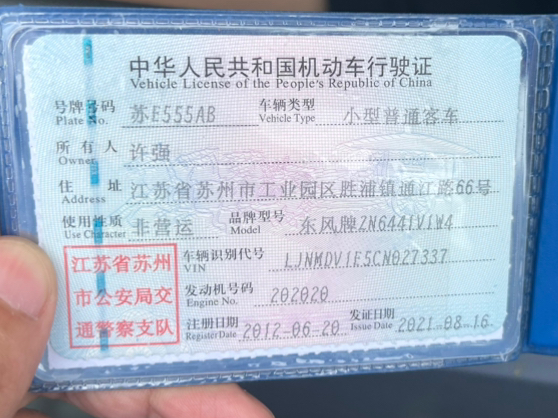 中华人民共和国机动车行驶证
Vehicle License of the People's Republic of China
号牌号码 苏E555AB 车辆类型 小型普通客车
Plate No. Vehicle Type
所有人 许强
Owner
住址 江苏省苏州市工业园区胜浦镇通江路66号
Address
使用性质 非营运 品牌型号 东风牌ZN6441V1W4
Use Character Model
江苏省苏州
市公安局交
通警察支队
车辆识别代号 LJNMDV1F5CN027337
VIN
发动机号码 202020
Engine No.
注册日期 2012-06-20 发证日期 2021-08-16
Register Date Issue Date